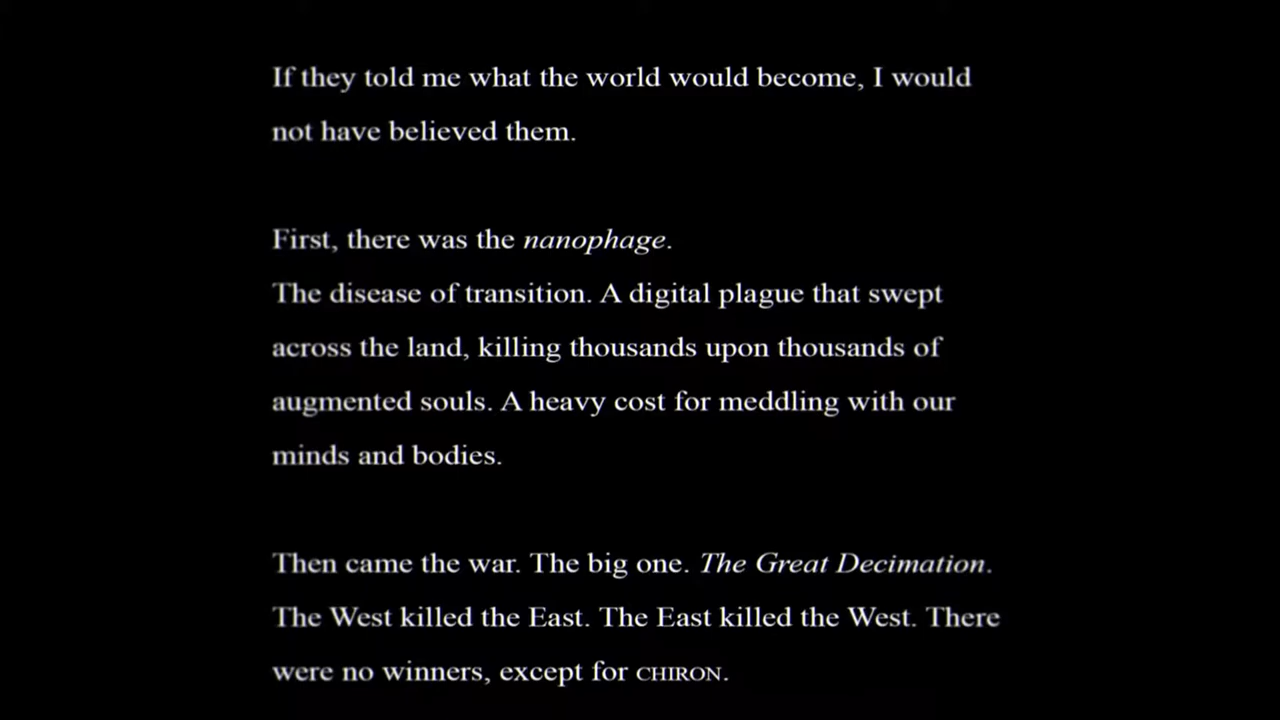 If they told me what the world would become, I would
not have believed them.
First, there was the nanophage.
The disease of transition. A digital plague that swept
across the land, killing thousands upon thousands of
augmented souls. A heavy cost for meddling with our
minds and bodies.
Then came the war. The big one. The Great Decimation.
The West killed the East. The East killed the West. There
were no winners, except for CHIRON.